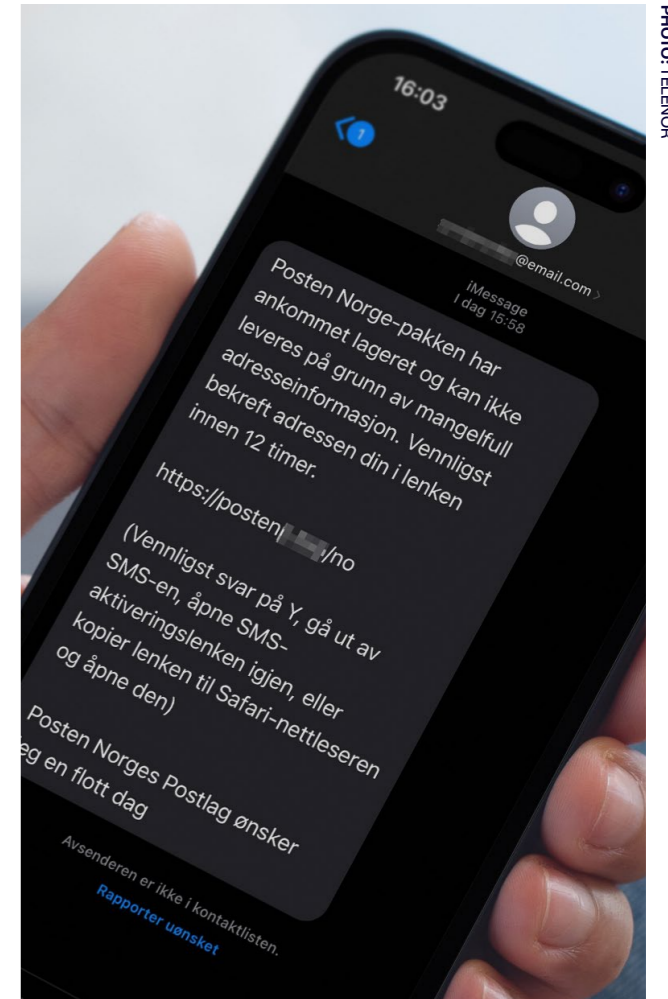 PHOTO: TELENOR
16:03
1
@email.com >
iMessage
I dag 15:58
Posten Norge-pakken har
ankommet lageret og kan ikke
leveres på grunn av mangelfull
adresseinformasjon. Vennligst
bekreft adressen din i lenken
innen 12 timer.
https://posten /no
(Vennligst svar på Y, gå ut av
SMS-en, åpne SMS-
aktiveringslenken igjen, eller
kopier lenken til Safari-nettleseren
og åpne den)
Posten Norges Postlag ønsker
eg en flott dag
Avsenderen er ikke i kontaktlisten.
Rapporter uønsket